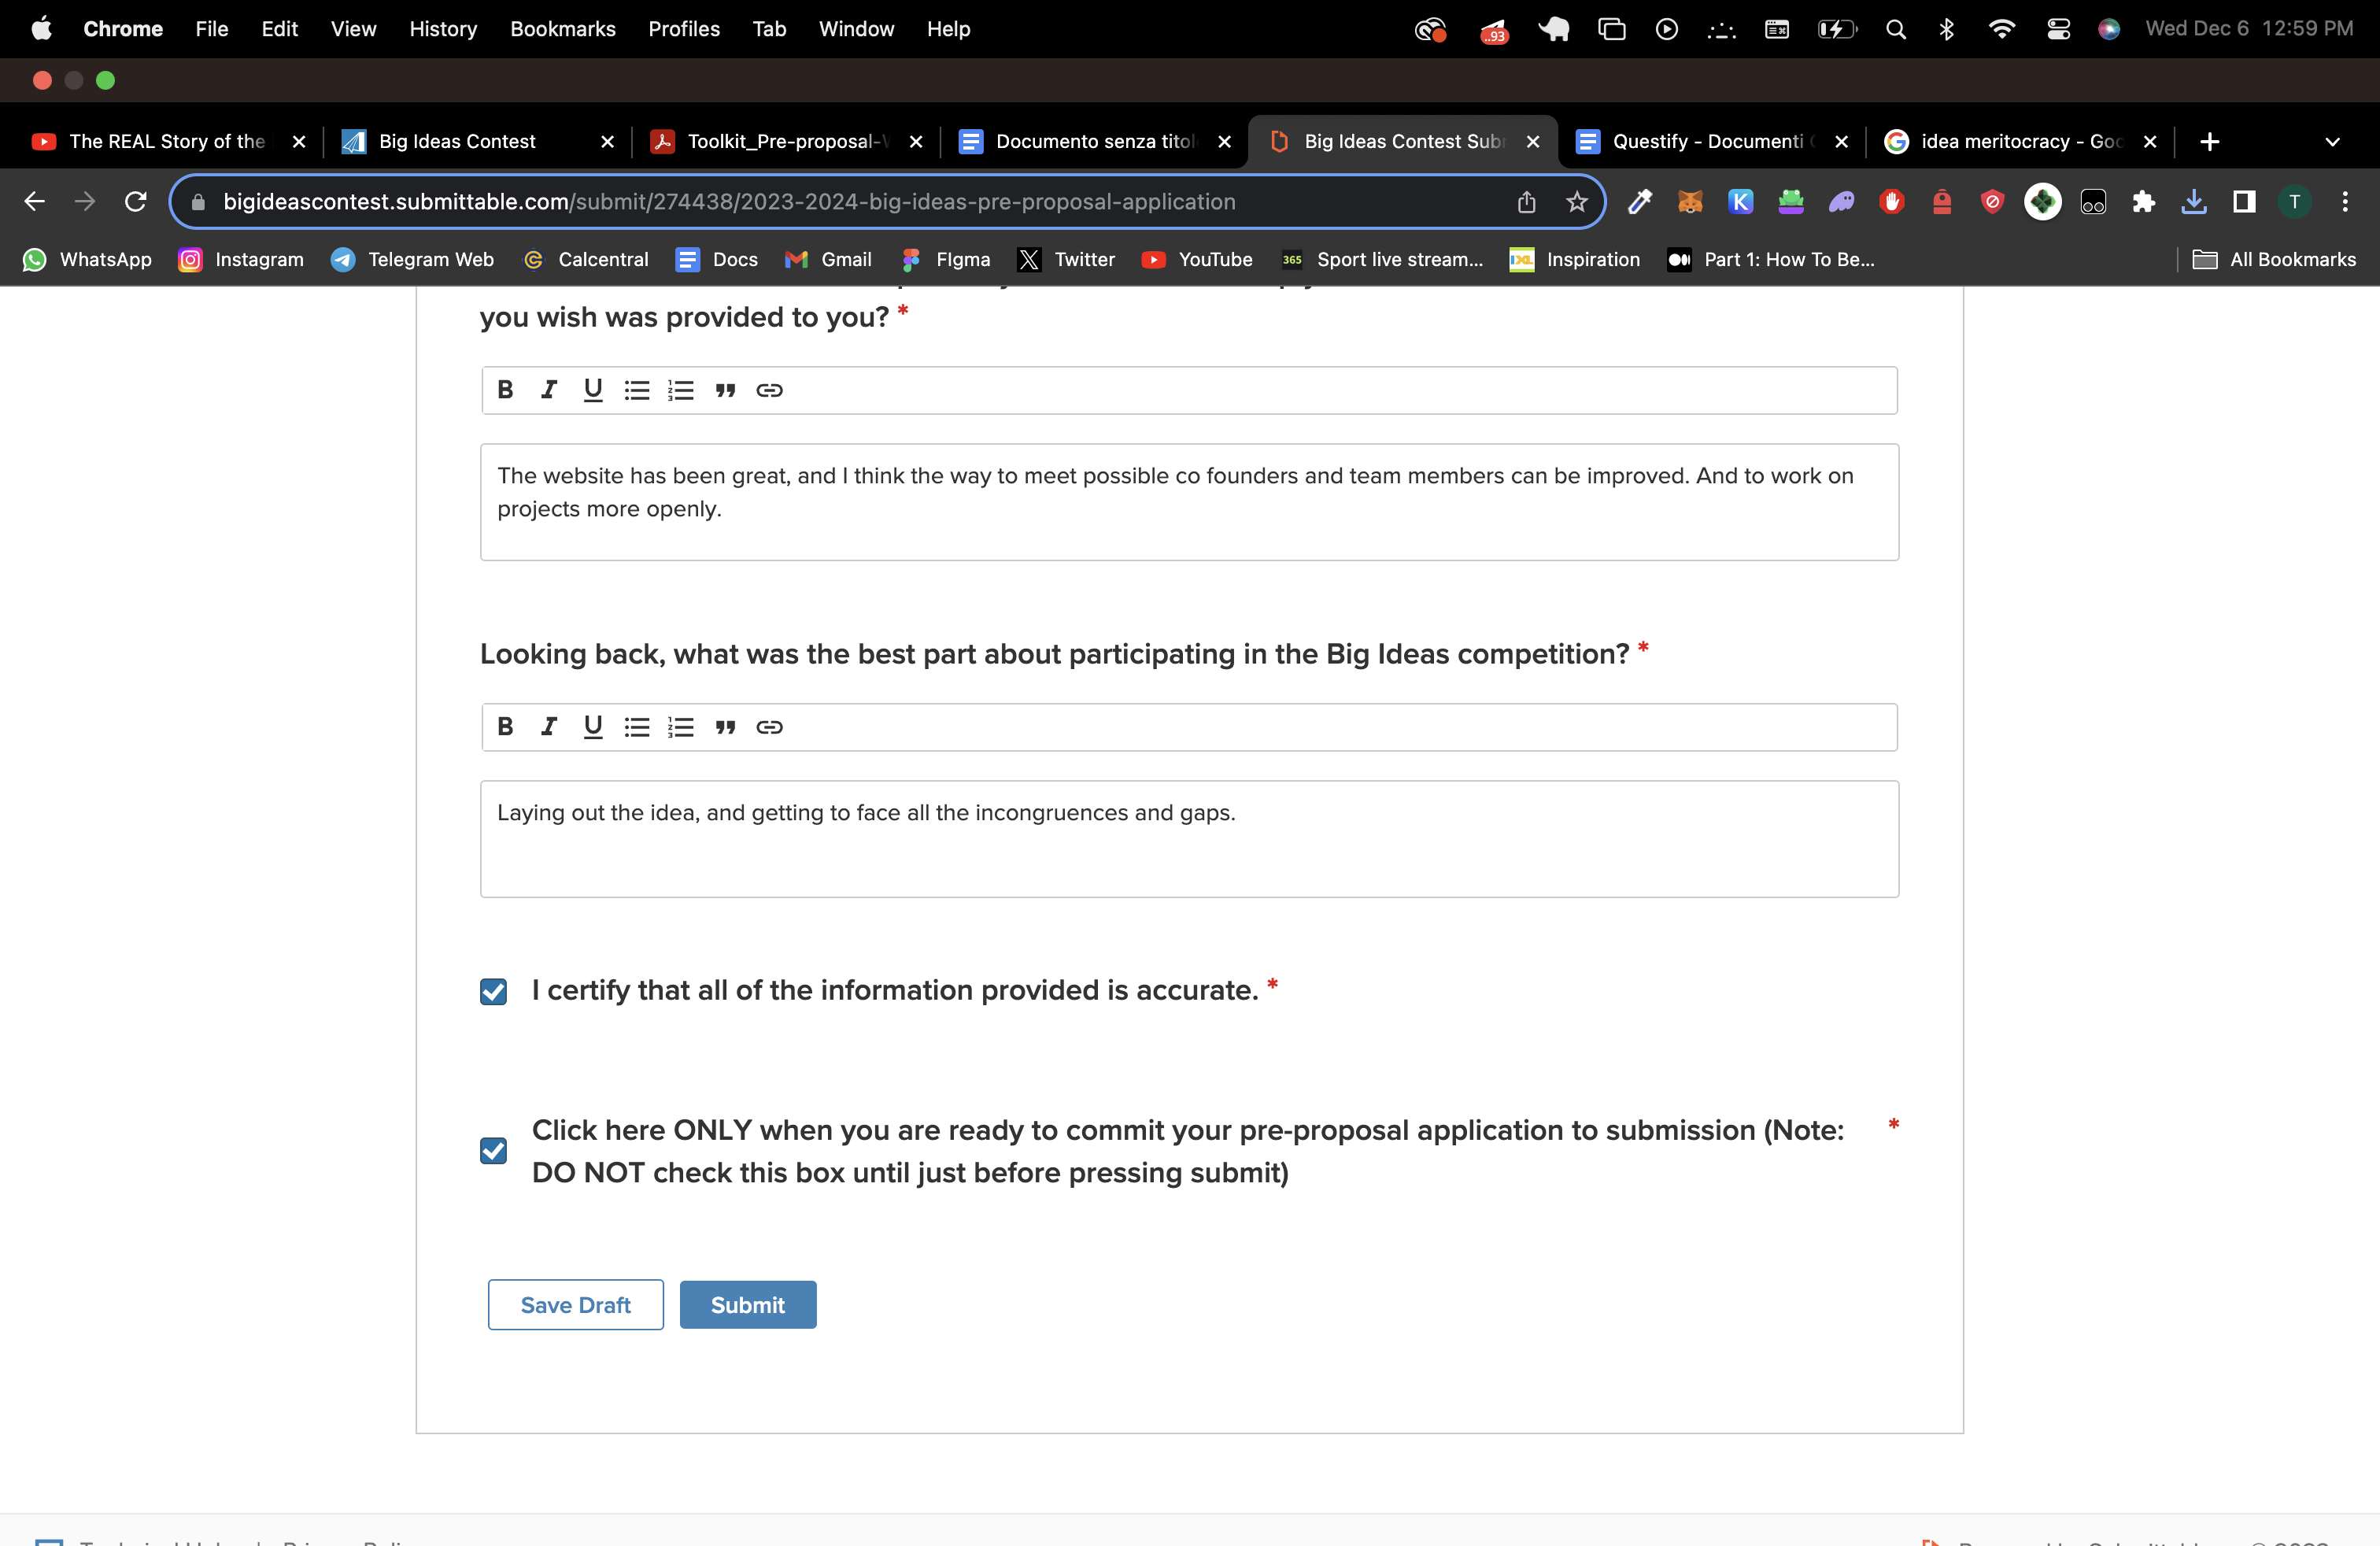 Chrome File Edit View History Bookmarks Profiles Tab Window Help ..93 Wed Dec 6 12:59 PM
The REAL Story of the Big Ideas Contest Toolkit_Pre-proposal- Documento senza titol Big Ideas Contest Sub Questify - Documenti idea meritocracy - Goo
bigideascontest.submittable.com/submit/274438/2023-2024-big-ideas-pre-proposal-application K T
WhatsApp Instagram Telegram Web Calcentral Docs Gmail FIgma Twitter YouTube 365 Sport live stream... IXL Inspiration Part 1: How To Be... All Bookmarks
you wish was provided to you? *
B I U
The website has been great, and I think the way to meet possible co founders and team members can be improved. And to work on
projects more openly.
Looking back, what was the best part about participating in the Big Ideas competition? *
B I U
Laying out the idea, and getting to face all the incongruences and gaps.
I certify that all of the information provided is accurate. *
Click here ONLY when you are ready to commit your pre-proposal application to submission (Note: *
DO NOT check this box until just before pressing submit)
Save Draft Submit